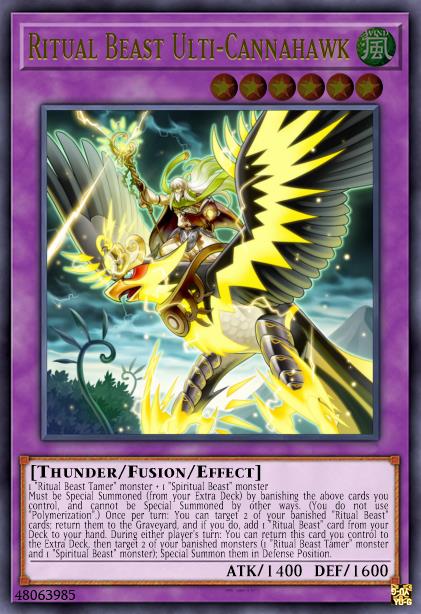 RITUAL BEAST ULTI-CANNAHAWK
WIND
風
[THUNDER/FUSION/EFFECT]
1 "Ritual Beast Tamer" monster + 1 "Spiritual Beast" monster
Must be Special Summoned (from your Extra Deck) by banishing the above cards you
control, and cannot be Special Summoned by other ways. (You do not use
"Polymerization".) Once per turn: You can target 2 of your banished "Ritual Beast"
cards; return them to the Graveyard, and if you do, add 1 "Ritual Beast" card from your
Deck to your hand. During either player's turn: You can return this card you control to
the Extra Deck, then target 2 of your banished monsters (1 "Ritual Beast Tamer" monster
and 1 "Spiritual Beast" monster); Special Summon them in Defense Position.
ATK/1400 DEF/1600
48063985